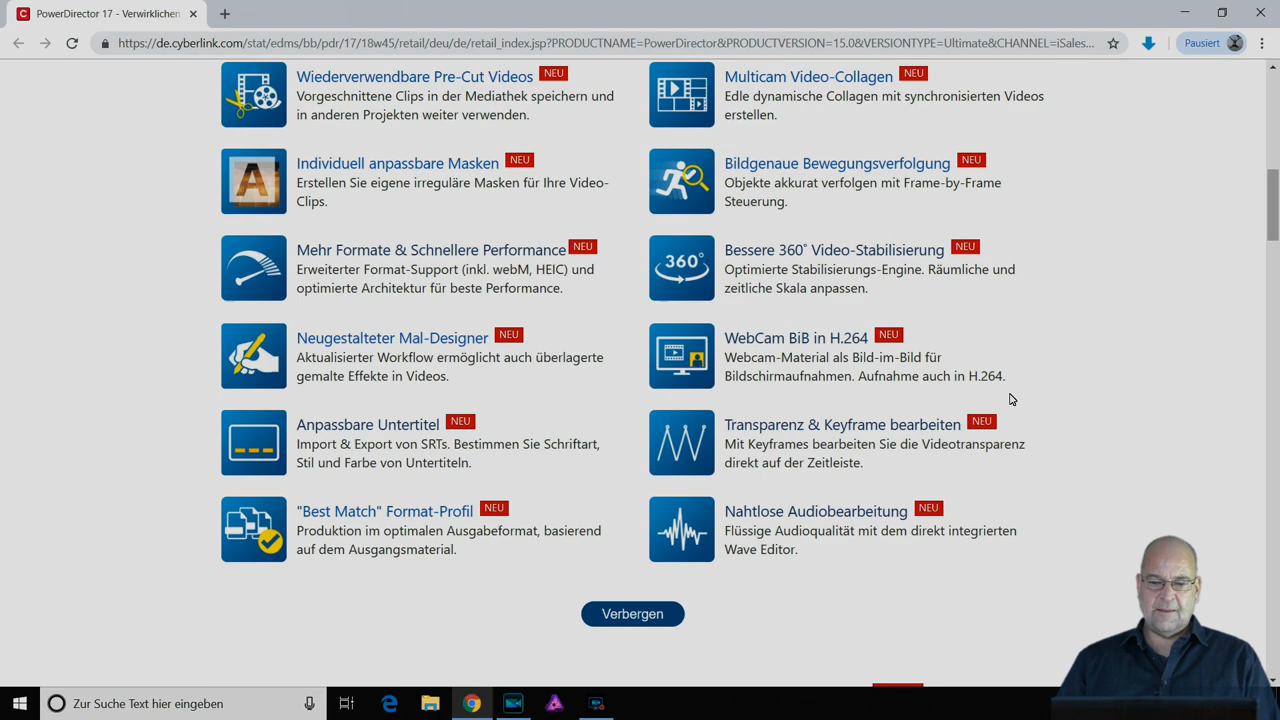 PowerDirector 17 - Verwirklichen
https://de.cyberlink.com/stat/edms/bb/pdr/17/18w45/retail/deu/de/retail_index.jsp?PRODUCTNAME=PowerDirector&PRODUCTVERSION=15.0&VERSIONTYPE=Ultimate&CHANNEL=iSales...
Pausiert
Wiederverwendbare Pre-Cut Videos NEU
Vorgeschnittene Clips in der Mediathek speichern und
in anderen Projekten weiter verwenden.
Multicam Video-Collagen NEU
Edle dynamische Collagen mit synchronisierten Videos
erstellen.
A
Individuell anpassbare Masken NEU
Erstellen Sie eigene irreguläre Masken für Ihre Video-
Clips.
Bildgenaue Bewegungsverfolgung NEU
Objekte akkurat verfolgen mit Frame-by-Frame
Steuerung.
Mehr Formate & Schnellere Performance NEU
Erweiterter Format-Support (inkl. webM, HEIC) und
optimierte Architektur für beste Performance.
360°
Bessere 360° Video-Stabilisierung NEU
Optimierte Stabilisierungs-Engine. Räumliche und
zeitliche Skala anpassen.
Neugestalteter Mal-Designer NEU
Aktualisierter Workflow ermöglicht auch überlagerte
gemalte Effekte in Videos.
WebCam BiB in H.264 NEU
Webcam-Material als Bild-im-Bild für
Bildschirmaufnahmen. Aufnahme auch in H.264.
Anpassbare Untertitel NEU
Import & Export von SRTs. Bestimmen Sie Schriftart,
Stil und Farbe von Untertiteln.
Transparenz & Keyframe bearbeiten NEU
Mit Keyframes bearbeiten Sie die Videotransparenz
direkt auf der Zeitleiste.
"Best Match" Format-Profil NEU
Produktion im optimalen Ausgabeformat, basierend
auf dem Ausgangsmaterial.
Nahtlose Audiobearbeitung NEU
Flüssige Audioqualität mit dem direkt integrierten
Wave Editor.
Verbergen
Zur Suche Text hier eingeben